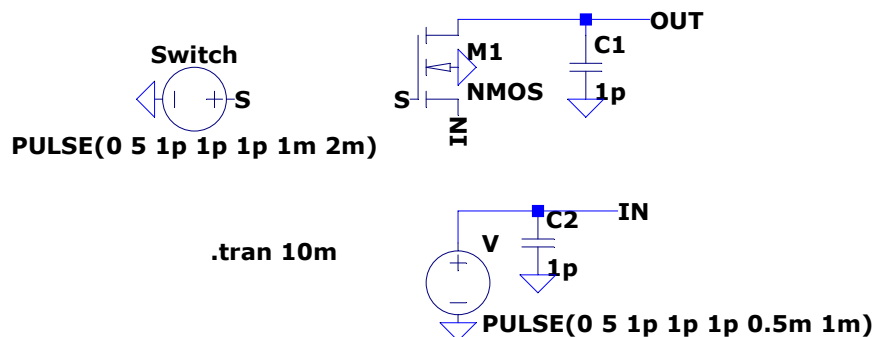 OUT
Switch
C1
M1
S
S
NMOS
1p
IN
PULSE(0 5 1p 1p 1p 1m 2m)
IN
C2
V
.tran 10m
1p
PULSE(0 5 1p 1p 1p 0.5m 1m)